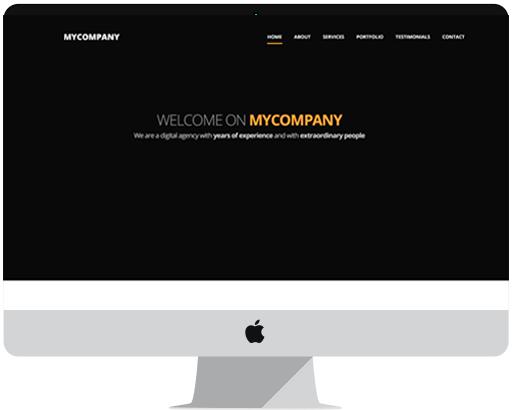 MYCOMPANY
HOME ABOUT SERVICES PORTFOLIO TESTIMONIALS CONTACT
WELCOME ON MYCOMPANY
We are a digital agency with years of experience and with extraordinary people